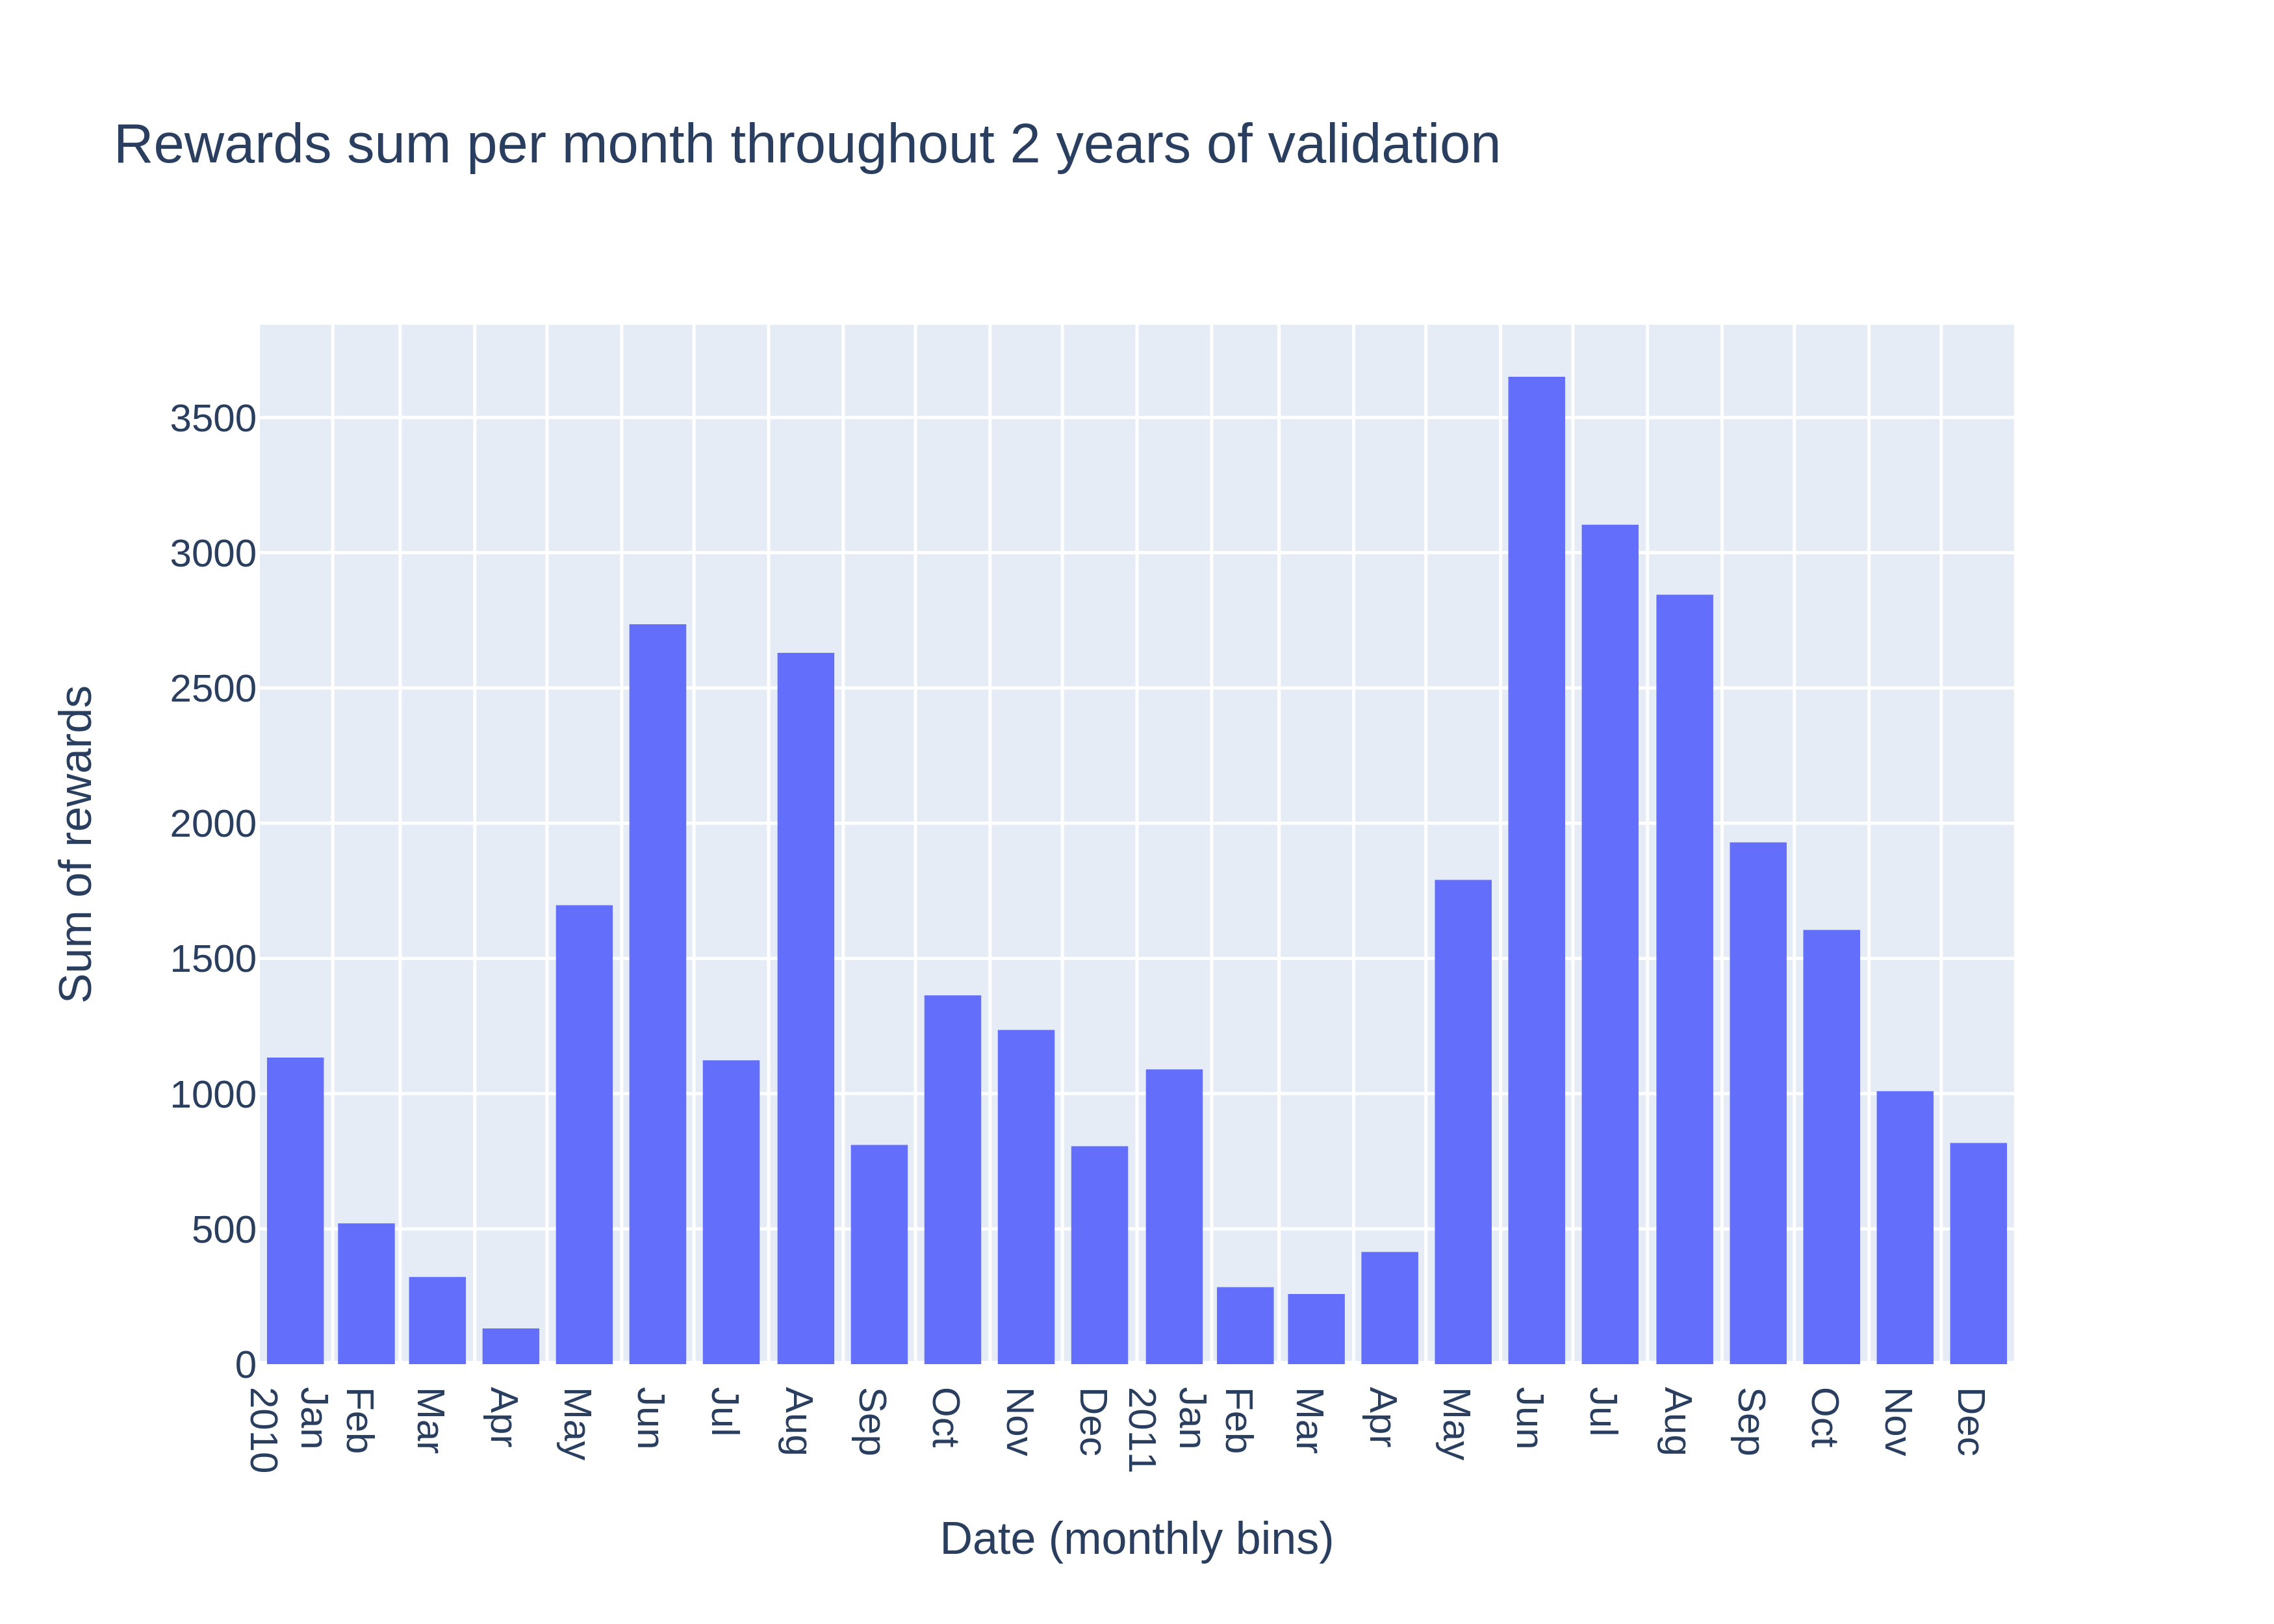 Rewards sum per month throughout 2 years of validation
3500
3000
2500
2000
1500
1000
500
0
Sum of rewards
Jan
2010
Feb
Mar
Apr
May
Jun
Jul
Aug
Sep
Oct
Nov
Dec
Jan
2011
Feb
Mar
Apr
May
Jun
Jul
Aug
Sep
Oct
Nov
Dec
Date (monthly bins)